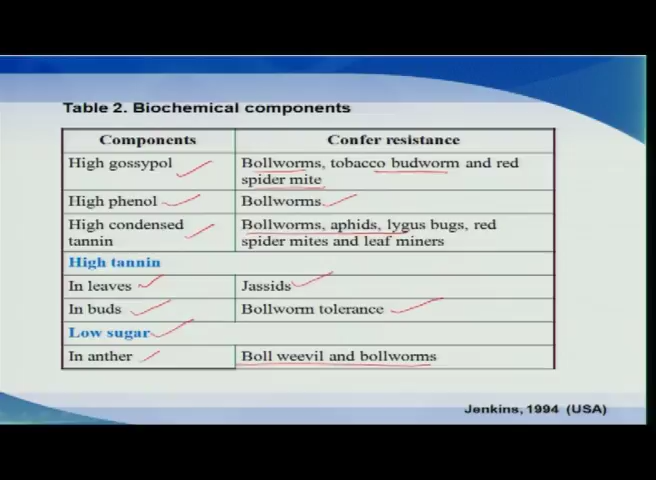 Table 2. Biochemical components
Components Confer resistance
High gossypol Bollworms, tobacco budworm and red
spider mite
High phenol Bollworms
High condensed Bollworms, aphids, lygus bugs, red
tannin spider mites and leaf miners
High tannin
In leaves Jassids
In buds Bollworm tolerance
Low sugar
In anther Boll weevil and bollworms
Jenkins, 1994 (USA)